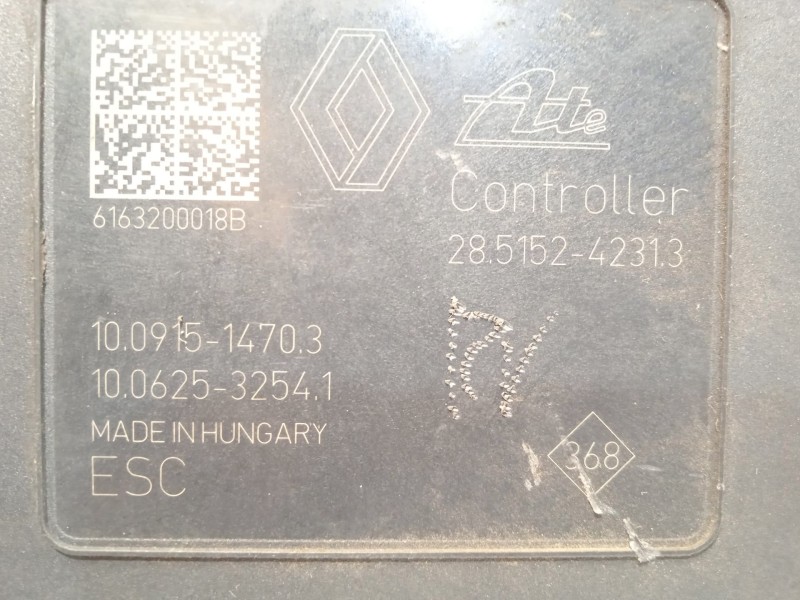 Ate
6163200018B
Controller
28.5152-4231.3
10.0915-1470.3
10.0625-3254.1
MADE IN HUNGARY
ESC
368